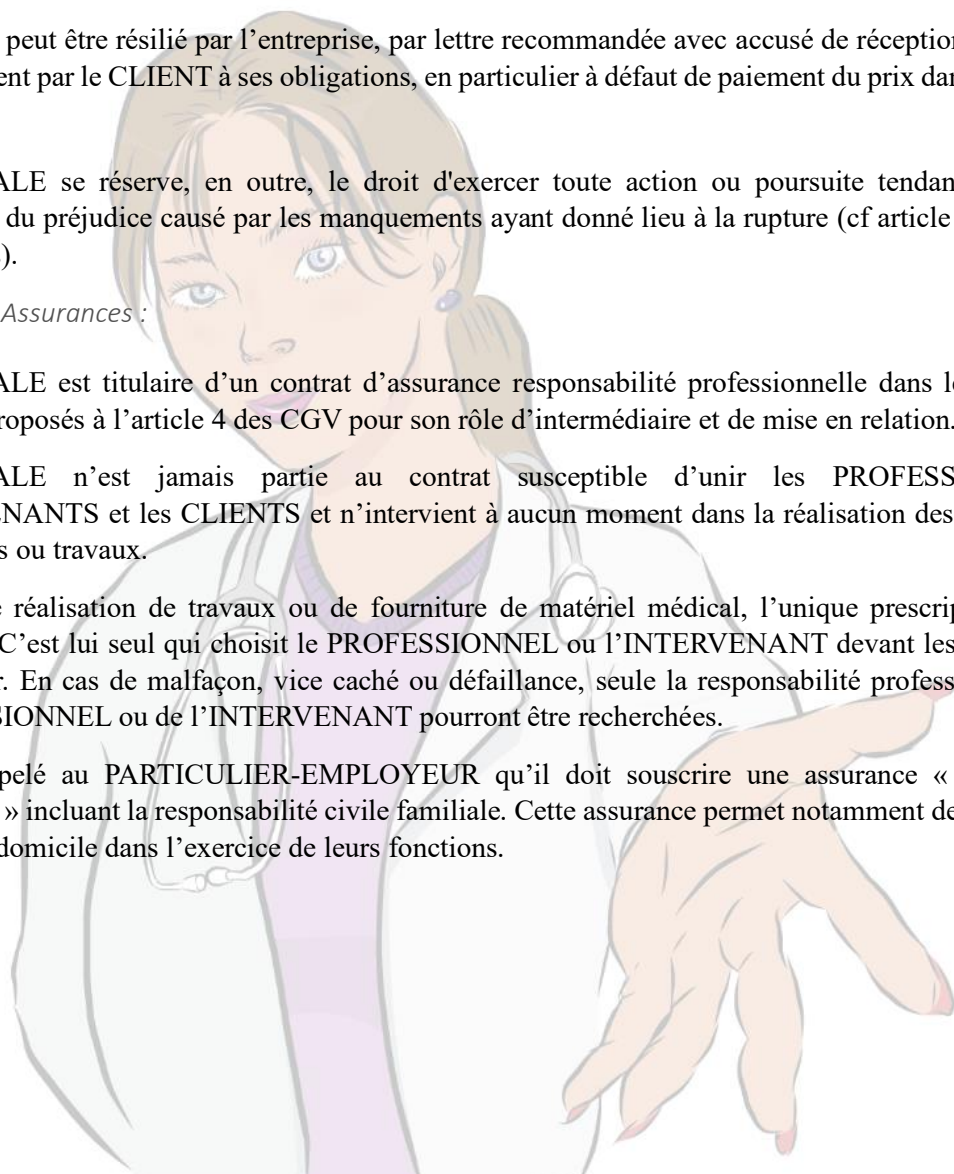 peut être résilié par l’entreprise, par lettre recommandée avec accusé de réception
ent par le CLIENT à ses obligations, en particulier à défaut de paiement du prix dan
ALE se réserve, en outre, le droit d'exercer toute action ou poursuite tendan
du préjudice causé par les manquements ayant donné lieu à la rupture (cf article
).
Assurances :
ALE est titulaire d’un contrat d’assurance responsabilité professionnelle dans le
roposés à l’article 4 des CGV pour son rôle d’intermédiaire et de mise en relation.
ALE n’est jamais partie au contrat susceptible d’unir les PROFESS
NANTS et les CLIENTS et n’intervient à aucun moment dans la réalisation des
s ou travaux.
e réalisation de travaux ou de fourniture de matériel médical, l’unique prescrip
C’est lui seul qui choisit le PROFESSIONNEL ou l’INTERVENANT devant les
r. En cas de malfaçon, vice caché ou défaillance, seule la responsabilité profess
SIONNEL ou de l’INTERVENANT pourront être recherchées.
pelé au PARTICULIER-EMPLOYEUR qu’il doit souscrire une assurance «
» incluant la responsabilité civile familiale. Cette assurance permet notamment de
domicile dans l’exercice de leurs fonctions.